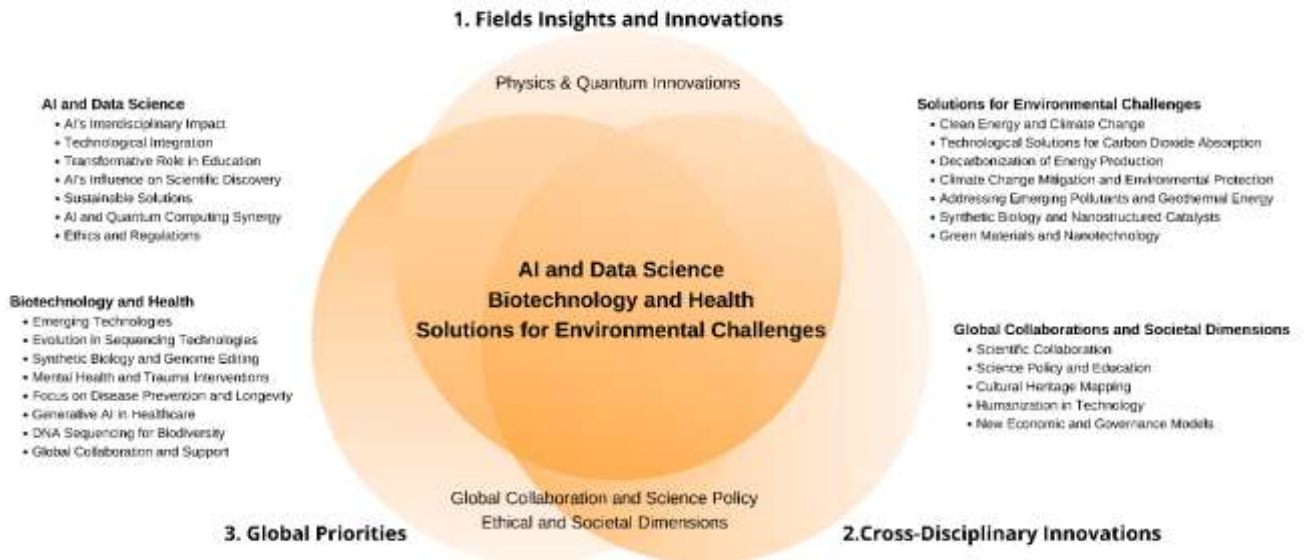 1. Fields Insights and Innovations
Physics & Quantum Innovations
AI and Data Science
• AI's Interdisciplinary Impact
• Technological Integration
• Transformative Role in Education
• AI's Influence on Scientific Discovery
• Sustainable Solutions
• AI and Quantum Computing Synergy
• Ethics and Regulations
Biotechnology and Health
• Emerging Technologies
• Evolution in Sequencing Technologies
• Synthetic Biology and Genome Editing
• Mental Health and Trauma Interventions
• Focus on Disease Prevention and Longevity
• Generative AI in Healthcare
• DNA Sequencing for Biodiversity
• Global Collaboration and Support
AI and Data Science
Biotechnology and Health
Solutions for Environmental Challenges
Solutions for Environmental Challenges
• Clean Energy and Climate Change
• Technological Solutions for Carbon Dioxide Absorption
• Decarbonization of Energy Production
• Climate Change Mitigation and Environmental Protection
• Addressing Emerging Pollutants and Geothermal Energy
• Synthetic Biology and Nanostructured Catalysts
• Green Materials and Nanotechnology
Global Collaborations and Societal Dimensions
• Scientific Collaboration
• Science Policy and Education
• Cultural Heritage Mapping
• Humanization in Technology
• New Economic and Governance Models
Global Collaboration and Science Policy
Ethical and Societal Dimensions
3. Global Priorities
2.Cross-Disciplinary Innovations